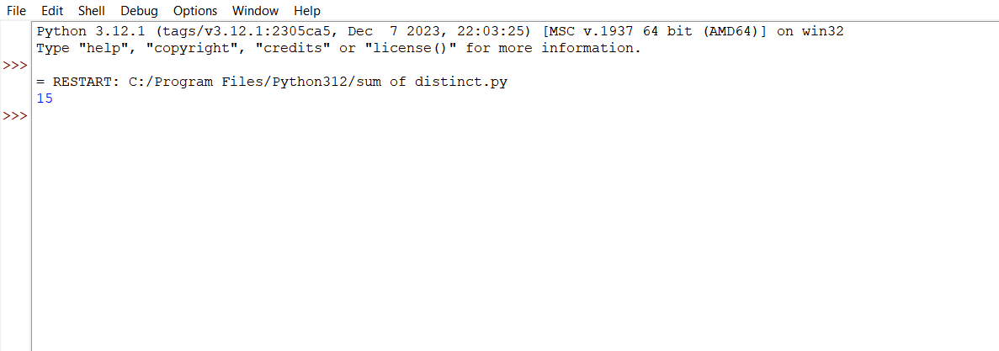 File Edit Shell Debug Options Window Help
Python 3.12.1 (tags/v3.12.1:2305ca5, Dec  7 2023, 22:03:25) [MSC v.1937 64 bit (AMD64)] on win32
Type "help", "copyright", "credits" or "license()" for more information.
>>>
= RESTART: C:/Program Files/Python312/sum of distinct.py
15
>>>